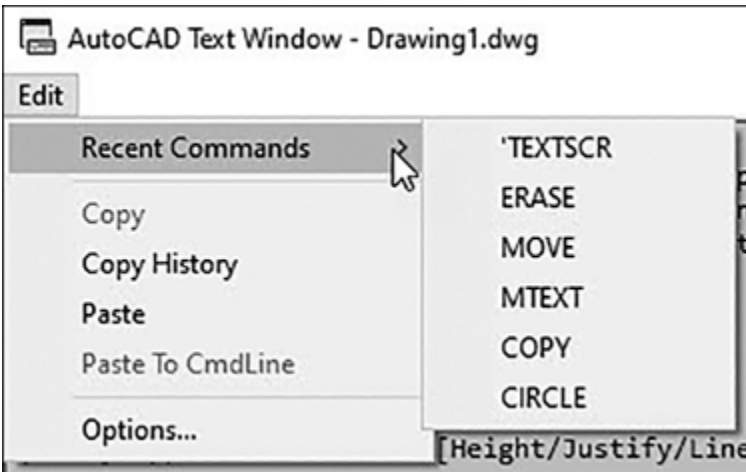 AutoCAD Text Window - Drawing1.dwg
Edit
Recent Commands
Copy
Copy History
Paste
Paste To CmdLine
Options...
'TEXTSCR
ERASE
MOVE
MTEXT
COPY
CIRCLE
[Height/Justify/Line